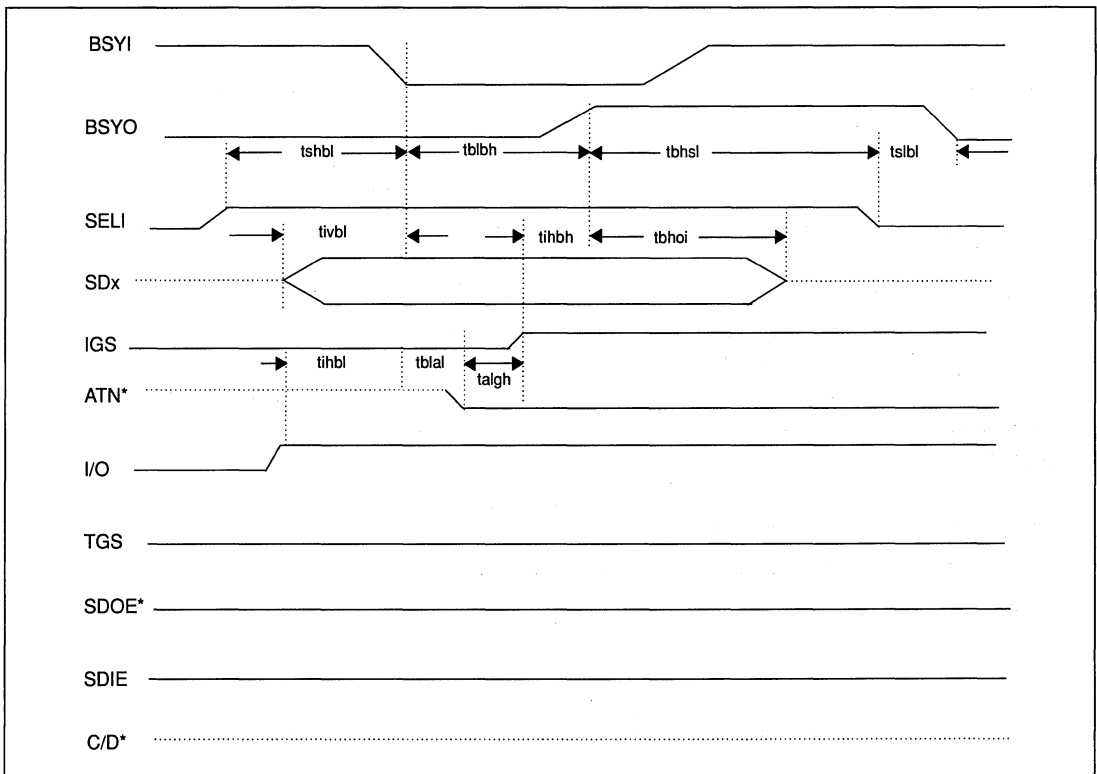 BSYI
BSYO
tshbl tblbh tbhsl tslbl
SELI
tivbl tihbh tbhoi
SDx
IGS
tihbl tblal talgh
ATN*
I/O
TGS
SDOE*
SDIE
C/D*